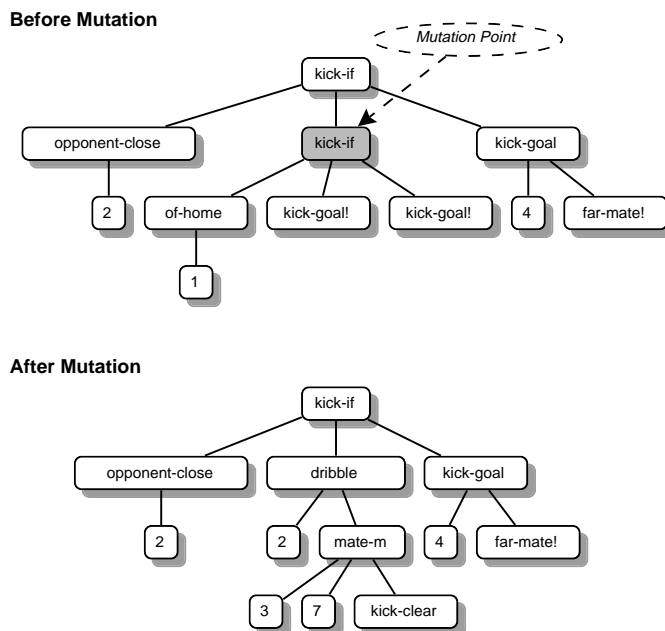 Before Mutation
Mutation Point
kick-if
opponent-close
kick-if
kick-goal
2
of-home
kick-goal!
kick-goal!
4
far-mate!
1
After Mutation
kick-if
opponent-close
dribble
kick-goal
2
2
mate-m
4
far-mate!
3
7
kick-clear